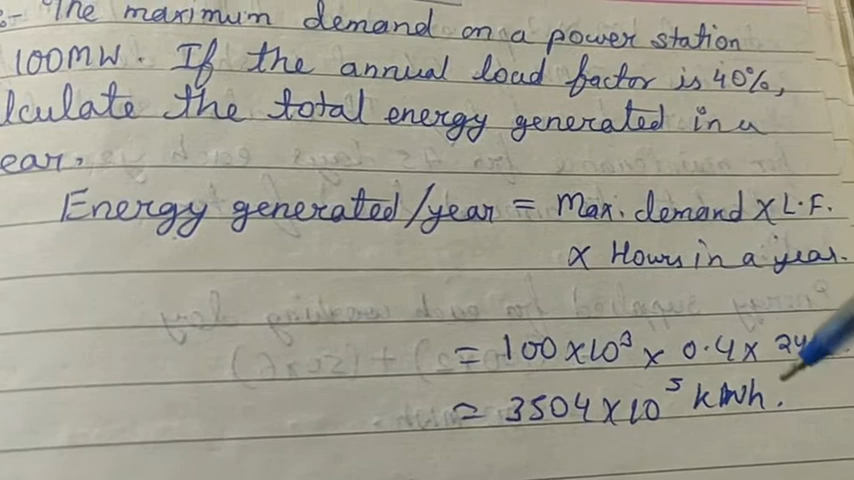 :- The maximum demand on a power station
100MW. If the annual load factor is 40%,
lculate the total energy generated in a
ear.
Energy generated/year = Max. demand x L.F.
x Hours in a year.
= 100 x 10³ x 0.4 x 24
= 3504 x 10⁵ kWh.